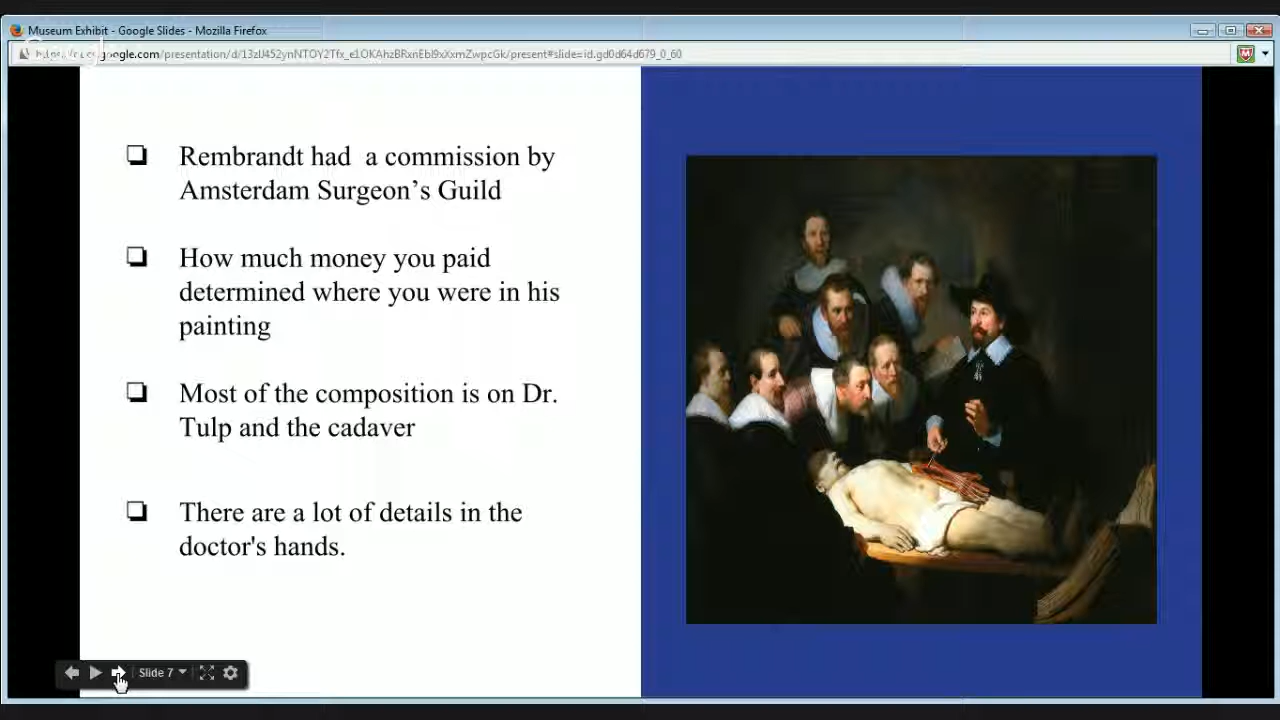 Museum Exhibit - Google Slides - Mozilla Firefox
Rembrandt had  a commission by
Amsterdam Surgeon’s Guild
How much money you paid
determined where you were in his
painting
Most of the composition is on Dr.
Tulp and the cadaver
There are a lot of details in the
doctor's hands.
Slide 7